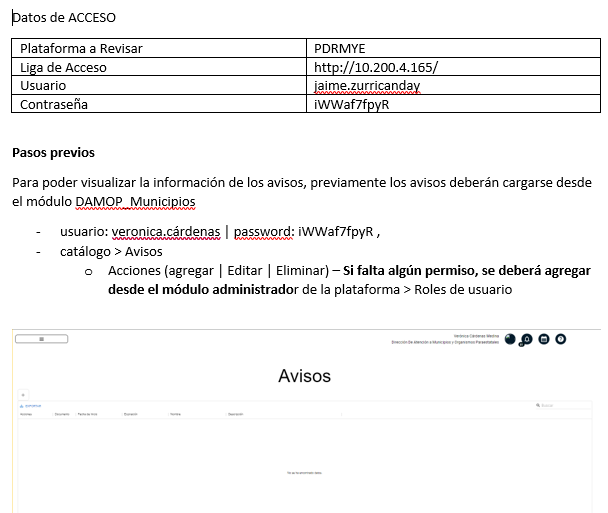 Datos de ACCESO
Plataforma a Revisar PDRMYE
Liga de Acceso http://10.200.4.165/
Usuario jaime.zurricanday
Contraseña iWWaf7fpyR
Pasos previos
Para poder visualizar la información de los avisos, previamente los avisos deberán cargarse desde
el módulo DAMOP_Municipios
- usuario: veronica.cárdenas | password: iWWaf7fpyR ,
- catálogo > Avisos
o Acciones (agregar | Editar | Eliminar) – Si falta algún permiso, se deberá agregar
desde el módulo administrador de la plataforma > Roles de usuario
Verónica Cárdenas Medina
Dirección De Atención a Municipios y Organismos Paraestatales
Avisos
Buscar